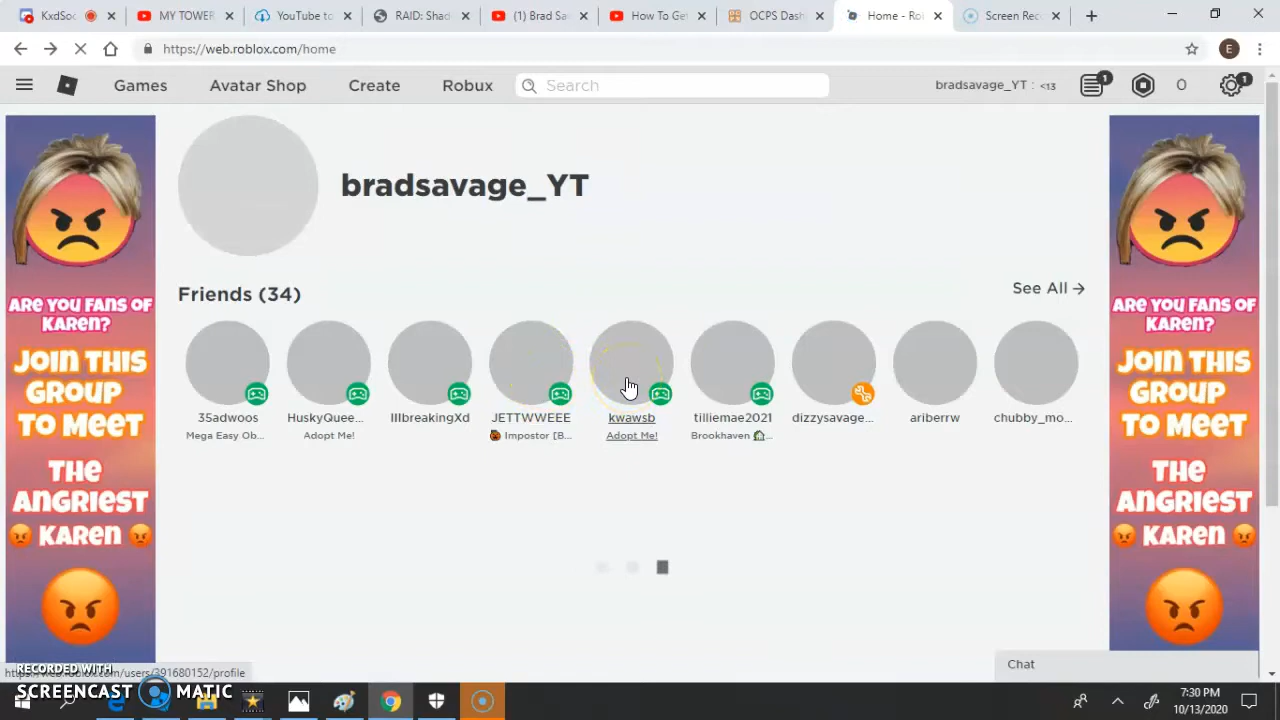 KxdSoc
MY TOWER
YouTube to
RAID: Shad
(1) Brad Sa
How To Get
OCPS Dash
Home - Ro
Screen Rec
https://web.roblox.com/home
E
Games
Avatar Shop
Create
Robux
Search
bradsavage_YT : <13
1
0
1
bradsavage_YT
Friends (34)
See All
35adwoos
HuskyQuee...
JETTWWEEE
kwawsb
tilliemae2021
dizzysavage...
ariberrw
chubby_mo...
Mega Easy Ob...
Adopt Me!
Impostor [B...
Adopt Me!
Brookhaven
ARE YOU FANS OF
KAREN?
JOIN THIS
GROUP
TO MEET
THE
ANGRIEST
KAREN
ARE YOU FANS OF
KAREN?
JOIN THIS
GROUP
TO MEET
THE
ANGRIEST
KAREN
Chat
RECORDED WITH
SCREENCAST MATIC
7:30 PM
10/13/2020